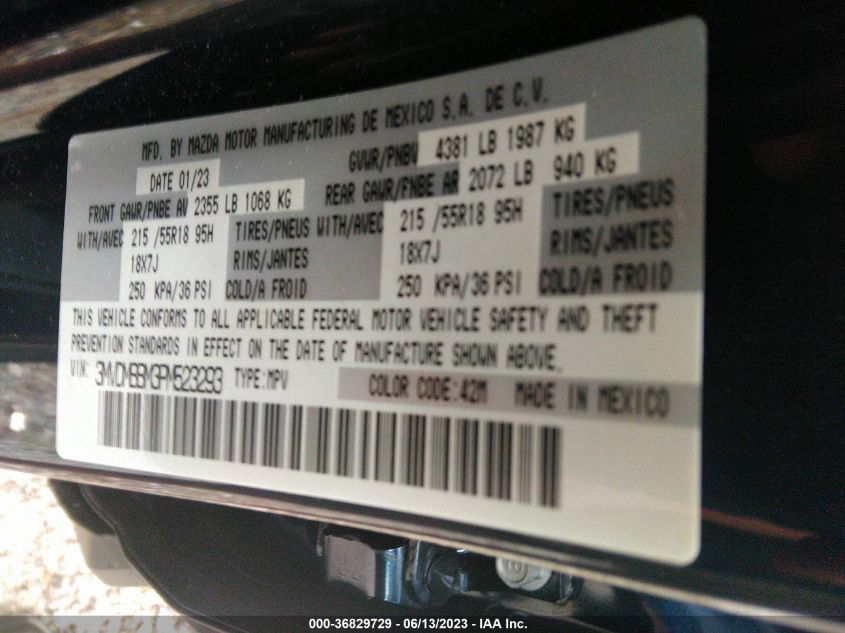 MFD. BY MAZDA MOTOR MANUFACTURING DE MEXICO S.A. DE C.V.
DATE 01/23 GVWR/PNBV 4381 LB 1987 KG
FRONT GAWR/PNBE AV 2355 LB 1068 KG REAR GAWR/PNBE AR 2072 LB 940 KG
WITH/AVEC 215 /55R18 95H TIRES/PNEUS WITH/AVEC 215 /55R18 95H TIRES/PNEUS
18X7J RIMS/JANTES 18X7J RIMS/JANTES
250 KPA/36 PSI COLD/A FROID 250 KPA/36 PSI COLD/A FROID
THIS VEHICLE CONFORMS TO ALL APPLICABLE FEDERAL MOTOR VEHICLE SAFETY AND THEFT
PREVENTION STANDARDS IN EFFECT ON THE DATE OF MANUFACTURE SHOWN ABOVE.
VIN: TYPE:MPV COLOR CODE:42M MADE IN MEXICO
000-36829729 - 06/13/2023 - IAA Inc.